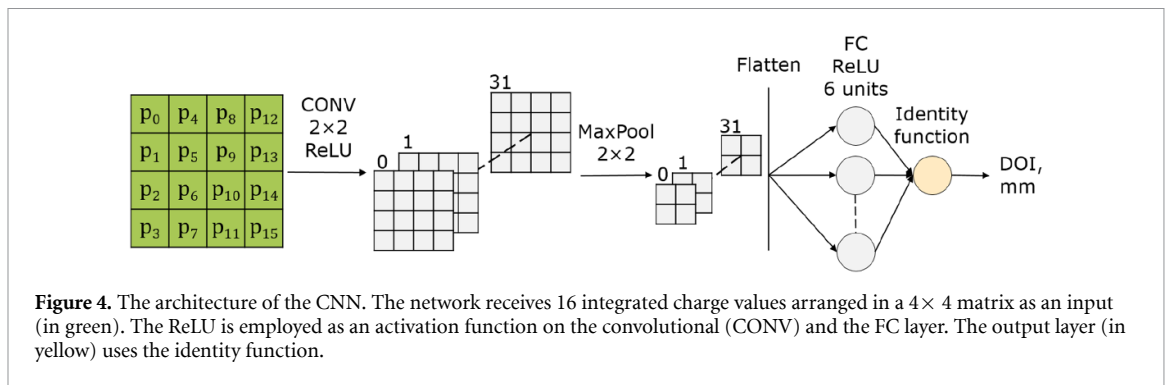 p0 p4 p8 p12
p1 p5 p9 p13
p2 p6 p10 p14
p3 p7 p11 p15
CONV
2×2
ReLU
0
1
31
MaxPool
2×2
0
1
31
Flatten
FC
ReLU
6 units
Identity
function
DOI,
mm
Figure 4. The architecture of the CNN. The network receives 16 integrated charge values arranged in a 4× 4 matrix as an input
(in green). The ReLU is employed as an activation function on the convolutional (CONV) and the FC layer. The output layer (in
yellow) uses the identity function.